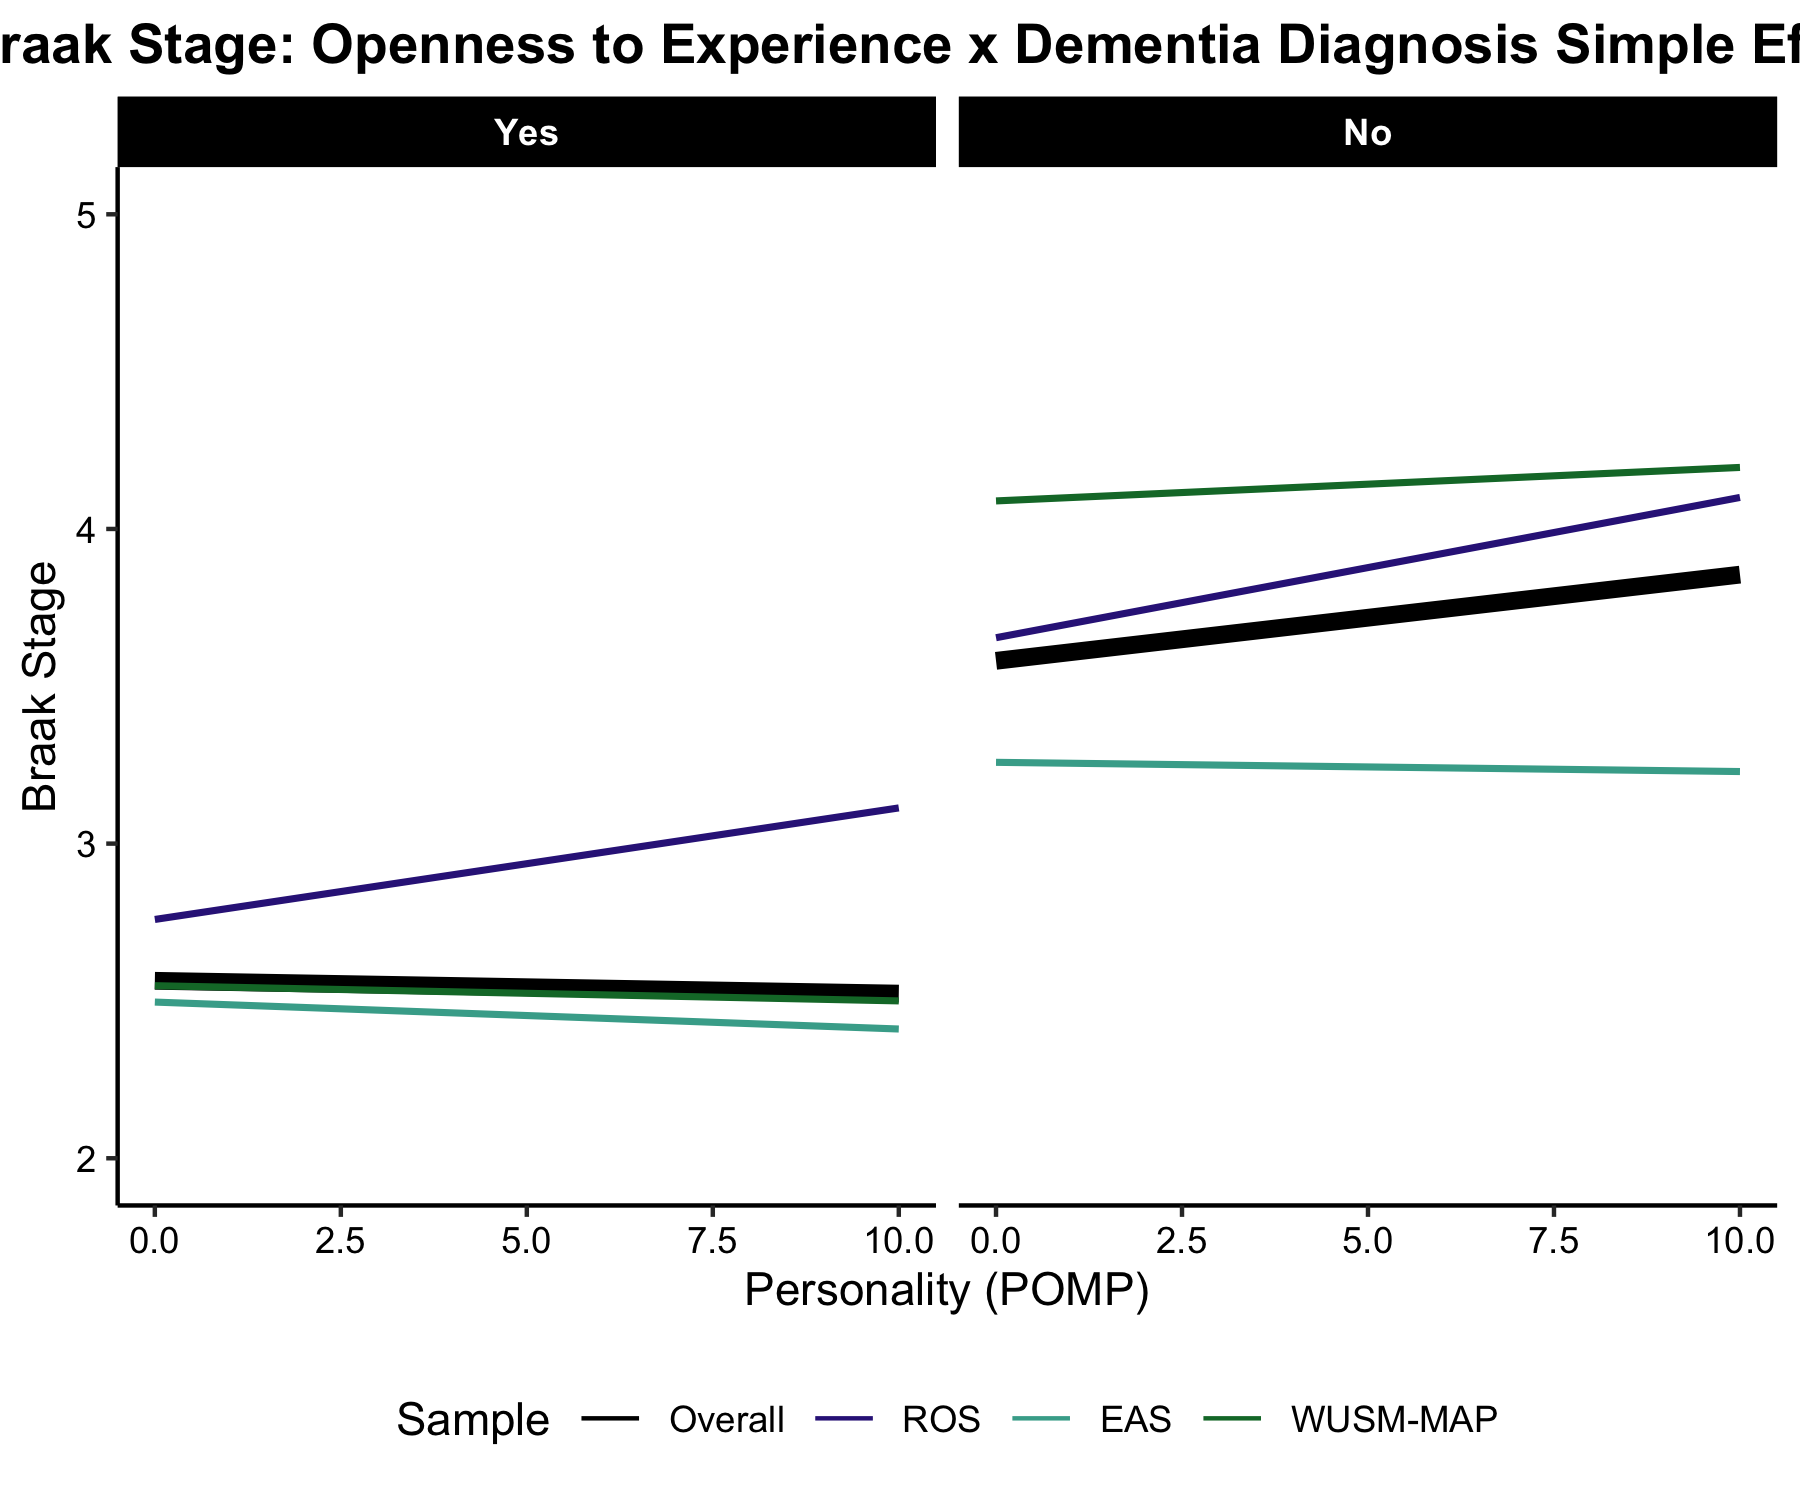 raak Stage: Openness to Experience x Dementia Diagnosis Simple Ef
Yes
No
5
4
3
2
Braak Stage
0.0 2.5 5.0 7.5 10.0 0.0 2.5 5.0 7.5 10.0
Personality (POMP)
Sample Overall ROS EAS WUSM-MAP